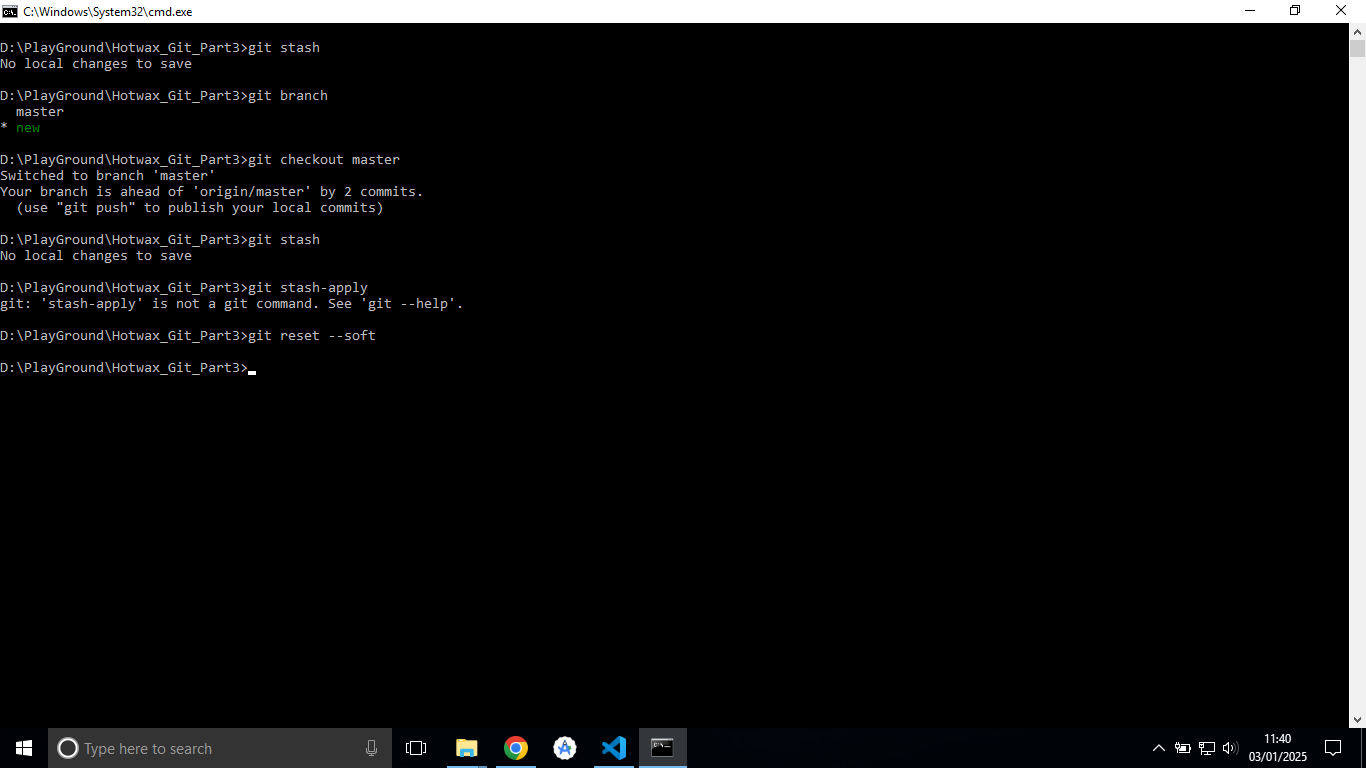 C:\Windows\System32\cmd.exe
D:\PlayGround\Hotwax_Git_Part3>git stash
No local changes to save
D:\PlayGround\Hotwax_Git_Part3>git branch
  master
* new
D:\PlayGround\Hotwax_Git_Part3>git checkout master
Switched to branch 'master'
Your branch is ahead of 'origin/master' by 2 commits.
  (use "git push" to publish your local commits)
D:\PlayGround\Hotwax_Git_Part3>git stash
No local changes to save
D:\PlayGround\Hotwax_Git_Part3>git stash-apply
git: 'stash-apply' is not a git command. See 'git --help'.
D:\PlayGround\Hotwax_Git_Part3>git reset --soft
D:\PlayGround\Hotwax_Git_Part3>
Type here to search
11:40
03/01/2025